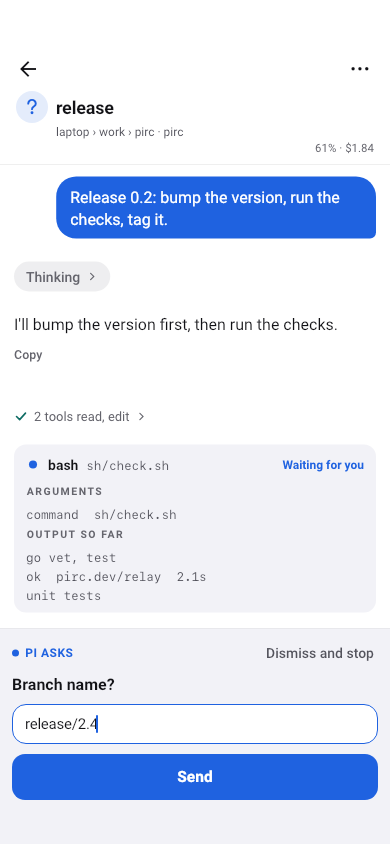 ?
release
laptop › work › pirc · pirc
61% · $1.84
Release 0.2: bump the version, run the
checks, tag it.
Thinking
I'll bump the version first, then run the checks.
Copy
2 tools read, edit
bash sh/check.sh Waiting for you
ARGUMENTS
command sh/check.sh
OUTPUT SO FAR
go vet, test
ok pirc.dev/relay 2.1s
unit tests
PI ASKS Dismiss and stop
Branch name?
release/2.4
Send